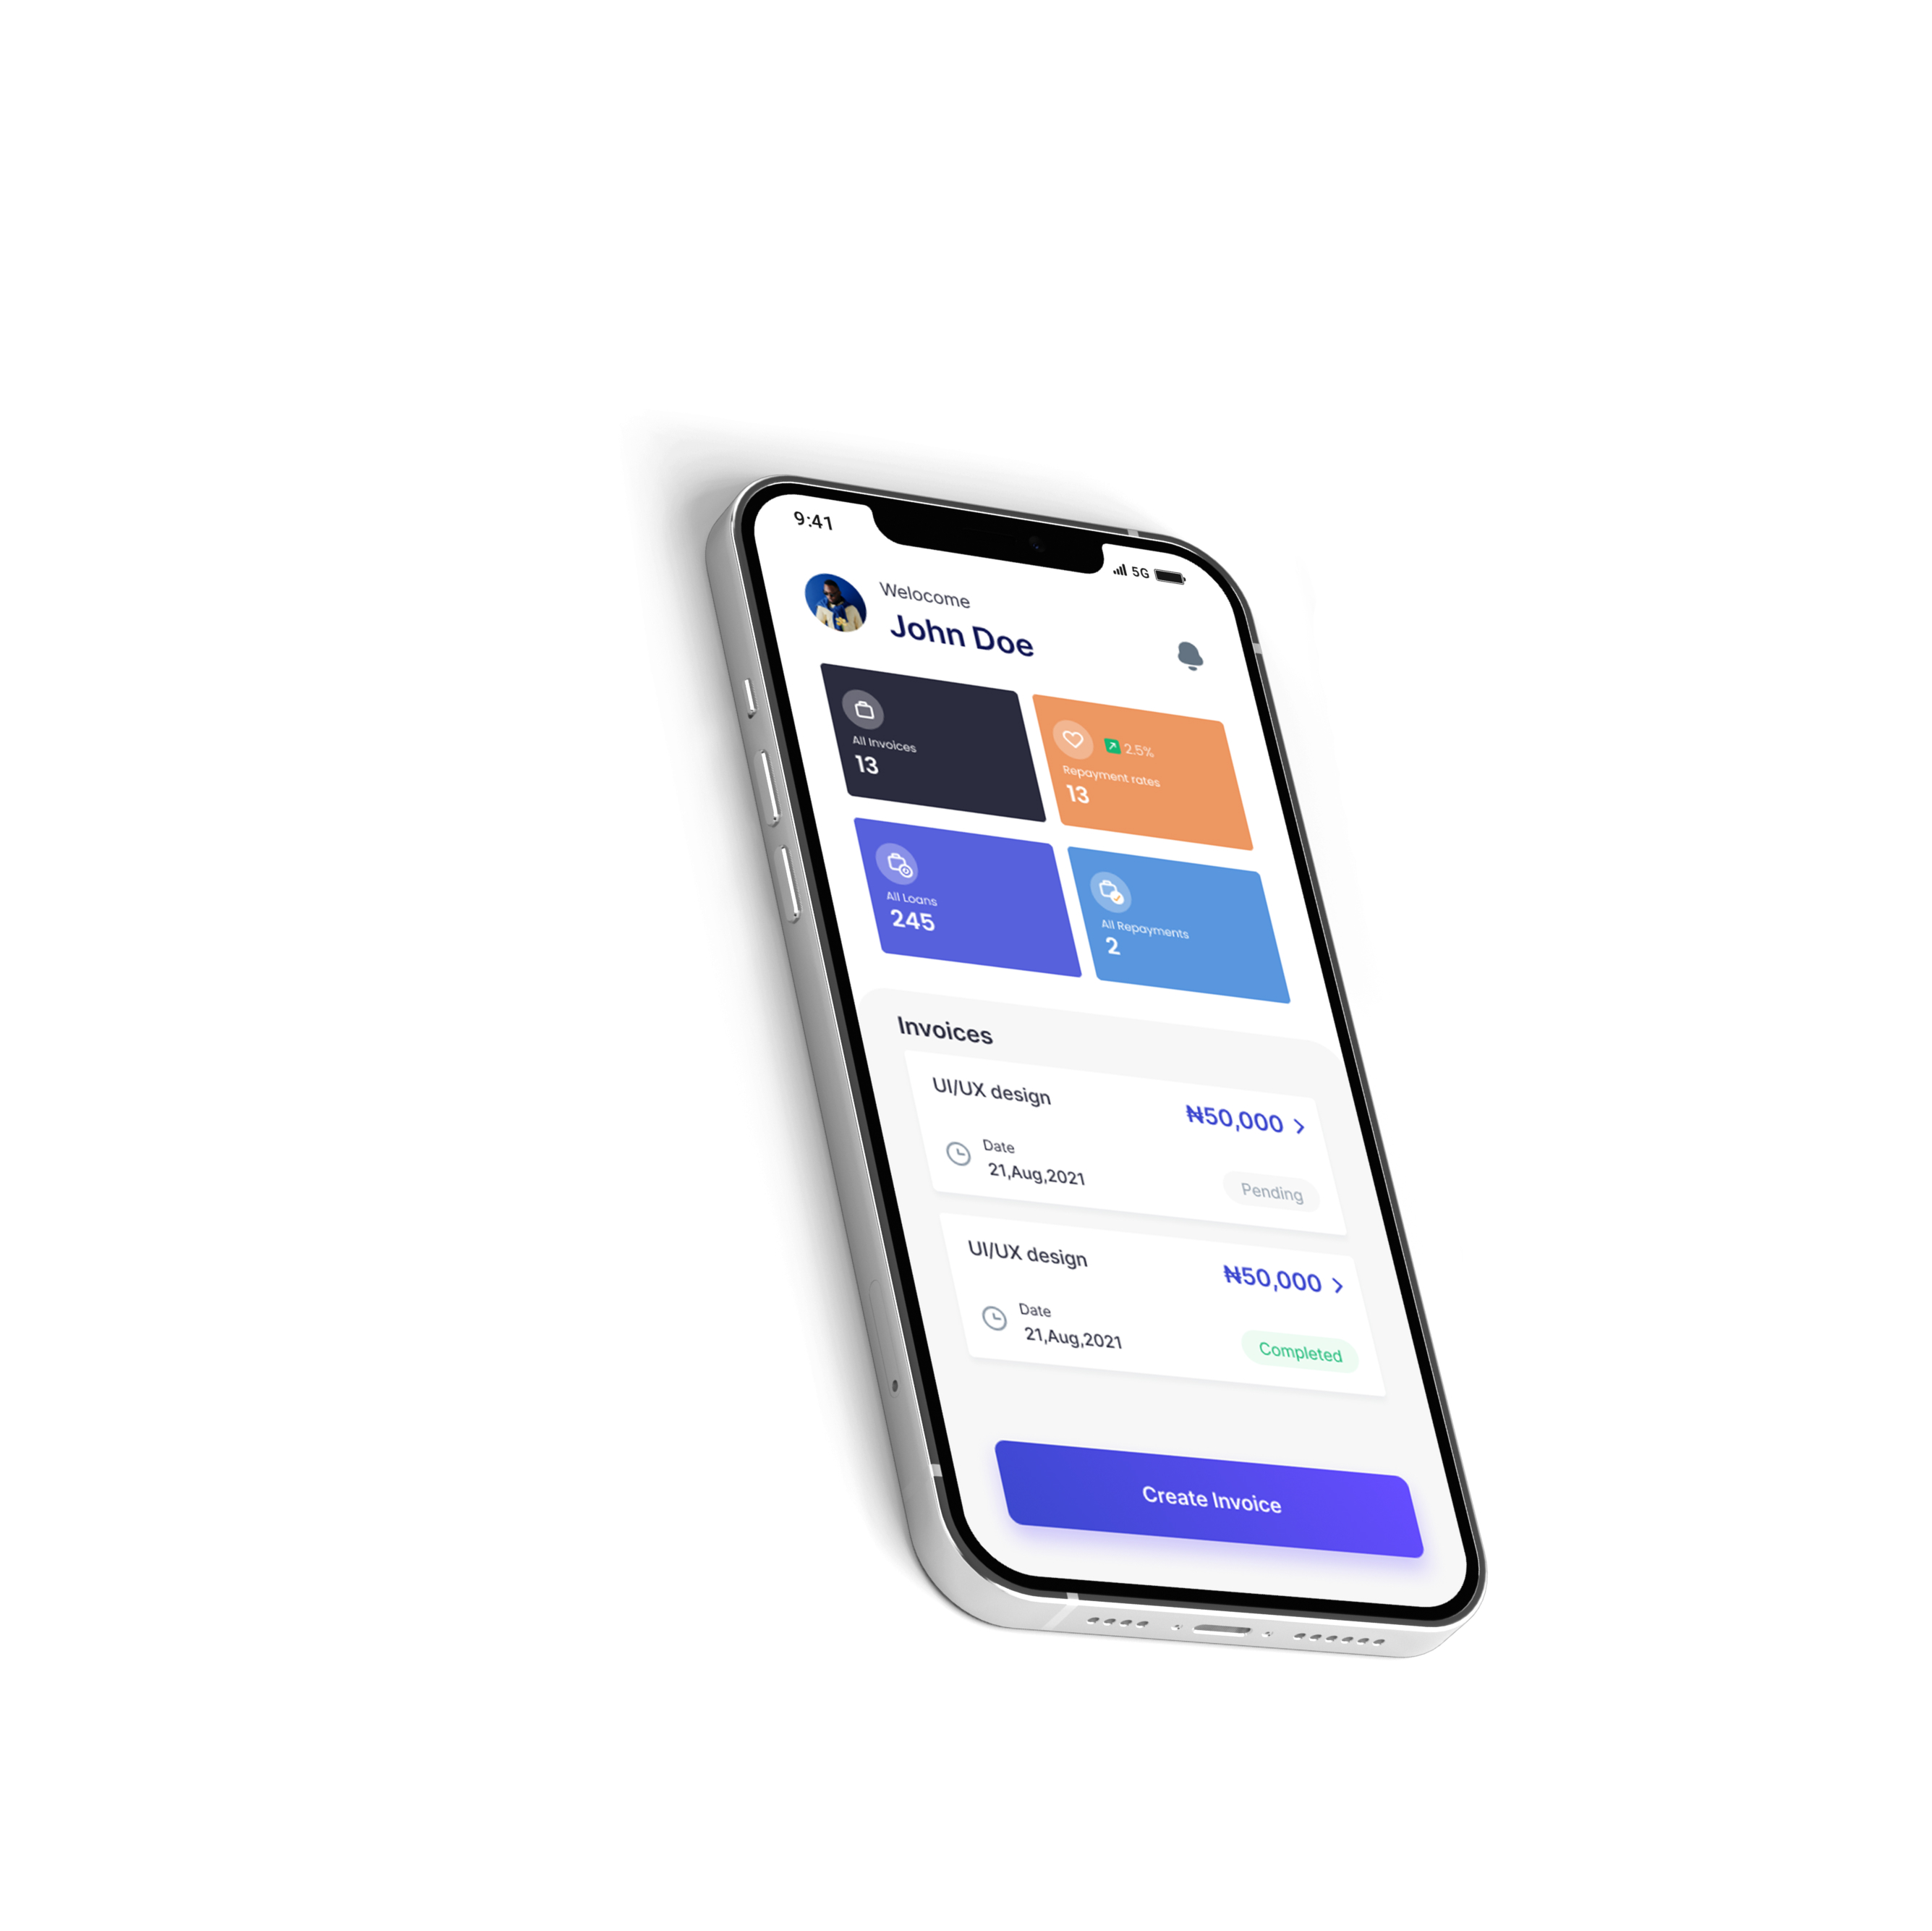 9:41
5G
Welocome
John Doe
All Invoices
13
2.5%
Repayment rates
13
All Loans
245
All Repayments
2
Invoices
UI/UX design
₦50,000
Date
21,Aug,2021
Pending
UI/UX design
₦50,000
Date
21,Aug,2021
Completed
Create Invoice